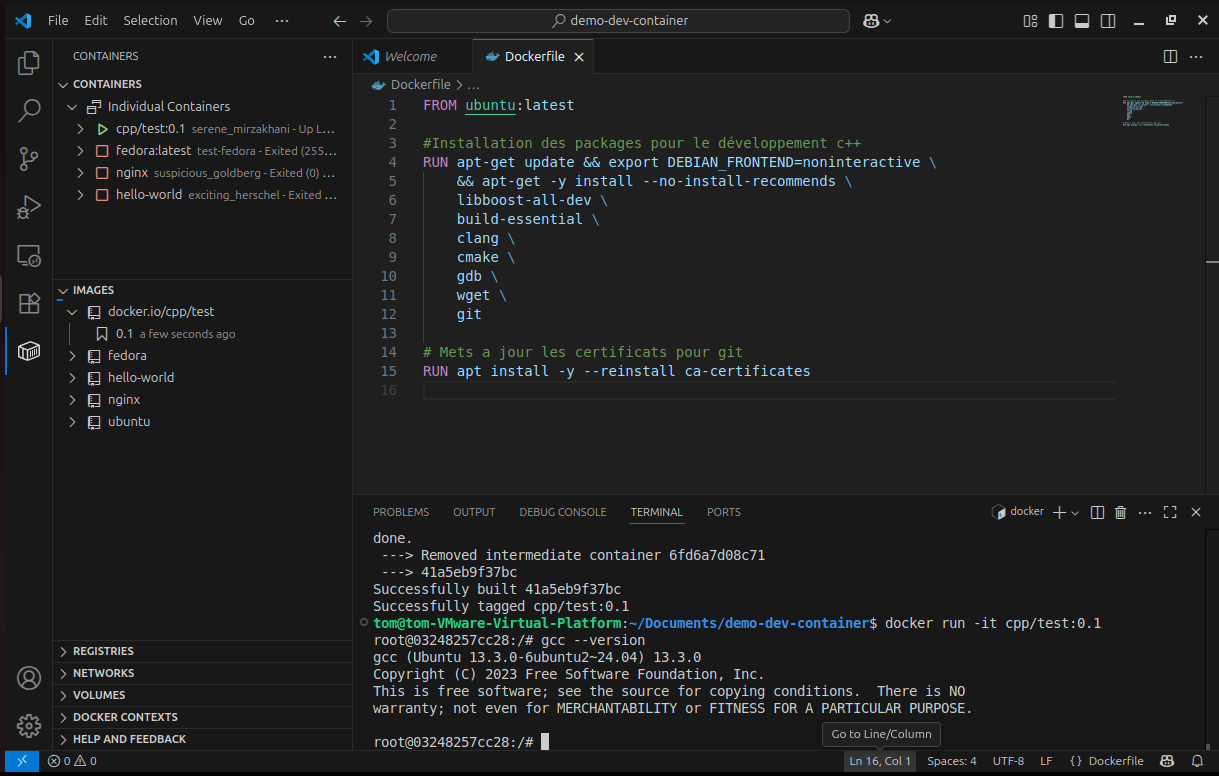 File Edit Selection View Go ···
demo-dev-container
CONTAINERS ···
CONTAINERS
Individual Containers
cpp/test:0.1 serene_mirzakhani - Up L...
fedora:latest test-fedora - Exited (255...
nginx suspicious_goldberg - Exited (0) ...
hello-world exciting_herschel - Exited ...
IMAGES
docker.io/cpp/test
0.1 a few seconds ago
fedora
hello-world
nginx
ubuntu
REGISTRIES
NETWORKS
VOLUMES
DOCKER CONTEXTS
HELP AND FEEDBACK
Welcome Dockerfile
Dockerfile > ...
1 FROM ubuntu:latest
2
3 #Installation des packages pour le développement c++
4 RUN apt-get update && export DEBIAN_FRONTEND=noninteractive \
5 && apt-get -y install --no-install-recommends \
6 libboost-all-dev \
7 build-essential \
8 clang \
9 cmake \
10 gdb \
11 wget \
12 git
13
14 # Mets a jour les certificats pour git
15 RUN apt install -y --reinstall ca-certificates
16
PROBLEMS OUTPUT DEBUG CONSOLE TERMINAL PORTS docker
done.
---> Removed intermediate container 6fd6a7d08c71
---> 41a5eb9f37bc
Successfully built 41a5eb9f37bc
Successfully tagged cpp/test:0.1
tom@tom-VMware-Virtual-Platform:~/Documents/demo-dev-container$ docker run -it cpp/test:0.1
root@03248257cc28:/# gcc --version
gcc (Ubuntu 13.3.0-6ubuntu2~24.04) 13.3.0
Copyright (C) 2023 Free Software Foundation, Inc.
This is free software; see the source for copying conditions.  There is NO
warranty; not even for MERCHANTABILITY or FITNESS FOR A PARTICULAR PURPOSE.
root@03248257cc28:/#
Go to Line/Column
0 0 Ln 16, Col 1 Spaces: 4 UTF-8 LF {} Dockerfile